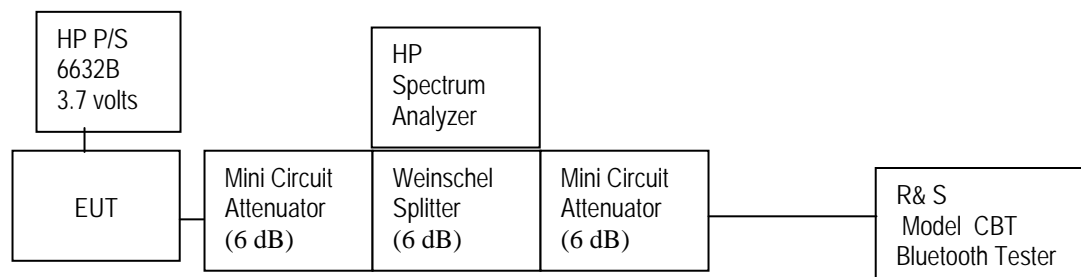 HP P/S
6632B
3.7 volts
HP
Spectrum
Analyzer
EUT
Mini Circuit
Attenuator
(6 dB)
Weinschel
Splitter
(6 dB)
Mini Circuit
Attenuator
(6 dB)
R& S
Model CBT
Bluetooth Tester